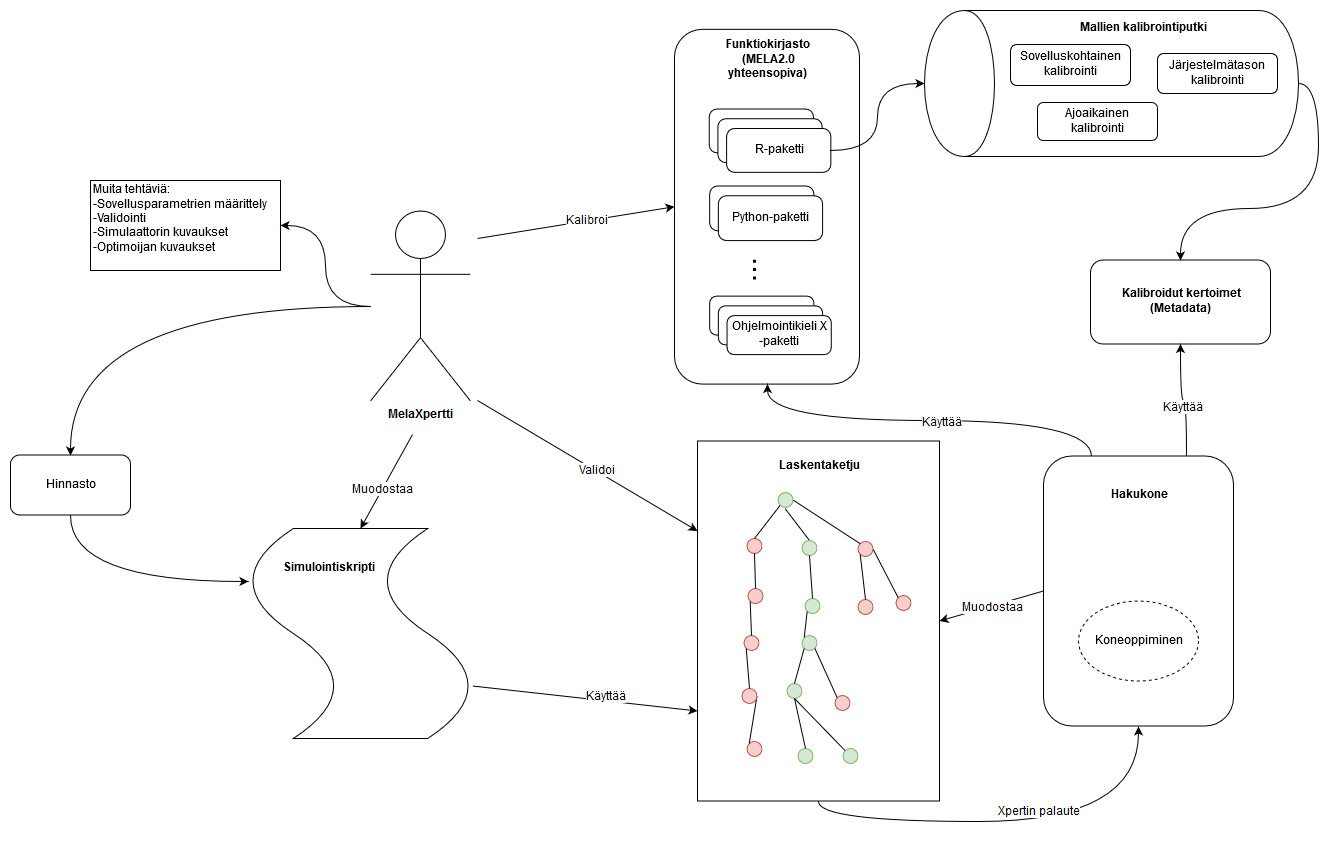 Mallien kalibrointiputki
Sovelluskohtainen
kalibrointi
Järjestelmätason
kalibrointi
Ajoaikainen
kalibrointi
Funktiokirjasto
(MELA2.0
yhteensopiva)
R-paketti
Python-paketti
Ohjelmointikieli X
-paketti
Muita tehtäviä:
-Sovellusparametrien määrittely
-Validointi
-Simulaattorin kuvaukset
-Optimoijan kuvaukset
Kalibroi
Kalibroidut kertoimet
(Metadata)
MelaXpertti
Käyttää
Käyttää
Hinnasto
Muodostaa
Validoi
Laskentaketju
Hakukone
Simulointiskripti
Muodostaa
Koneoppiminen
Käyttää
Xpertin palaute